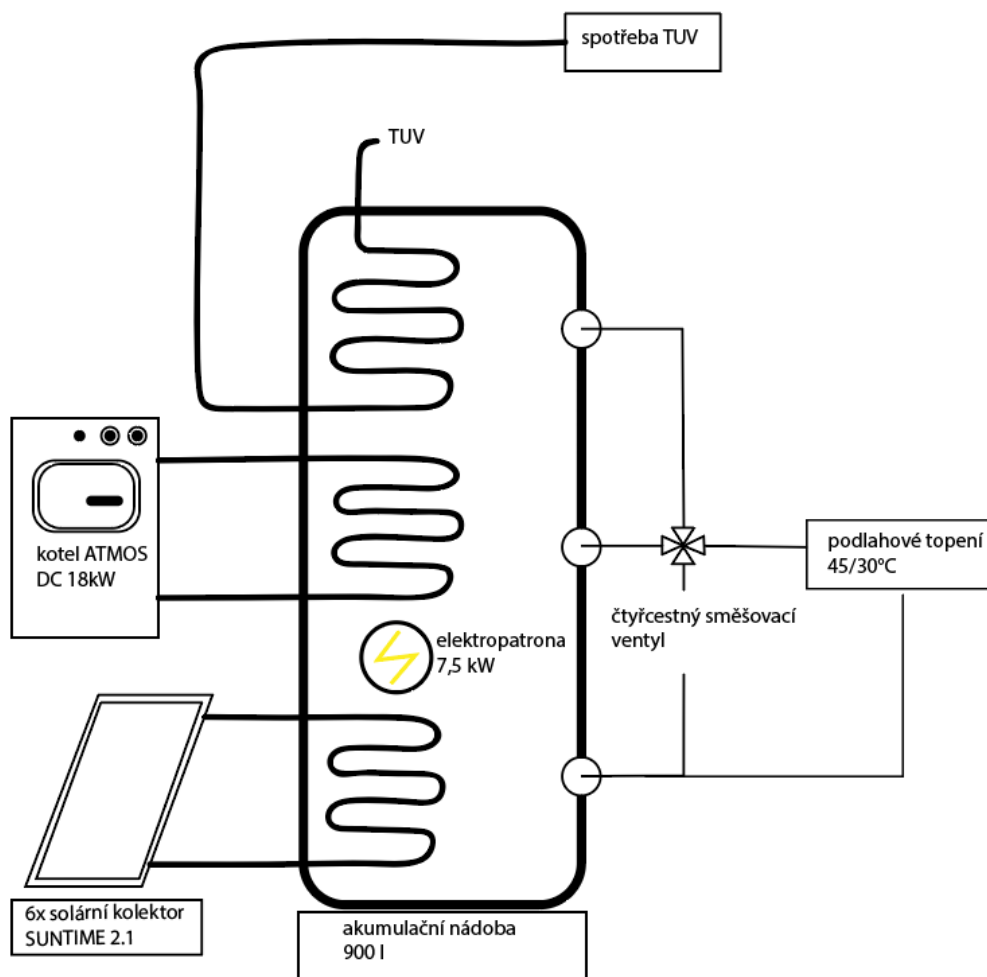 spotřeba TUV
TUV
kotel ATMOS
DC 18kW
podlahové topení
45/30°C
čtyřcestný směšovací
ventyl
elektropatrona
7,5 kW
6x solární kolektor
SUNTIME 2.1
akumulační nádoba
900 l